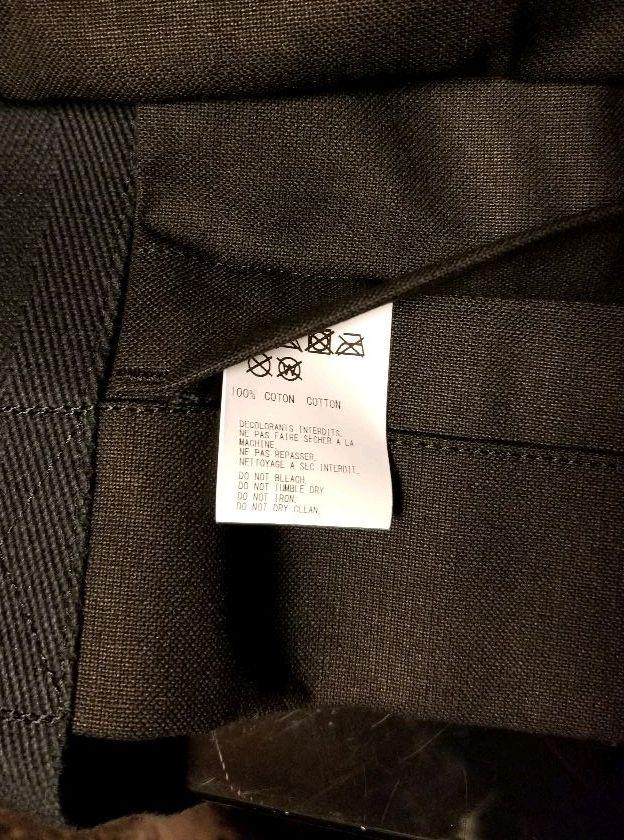 100% COTON COTTON
DECOLORANTS INTERDITS.
NE PAS FAIRE SECHER A LA
MACHINE.
NE PAS REPASSER.
NETTOYAGE A SEC INTERDIT.
DO NOT BLEACH.
DO NOT TUMBLE DRY
DO NOT IRON.
DO NOT DRY CLEAN.